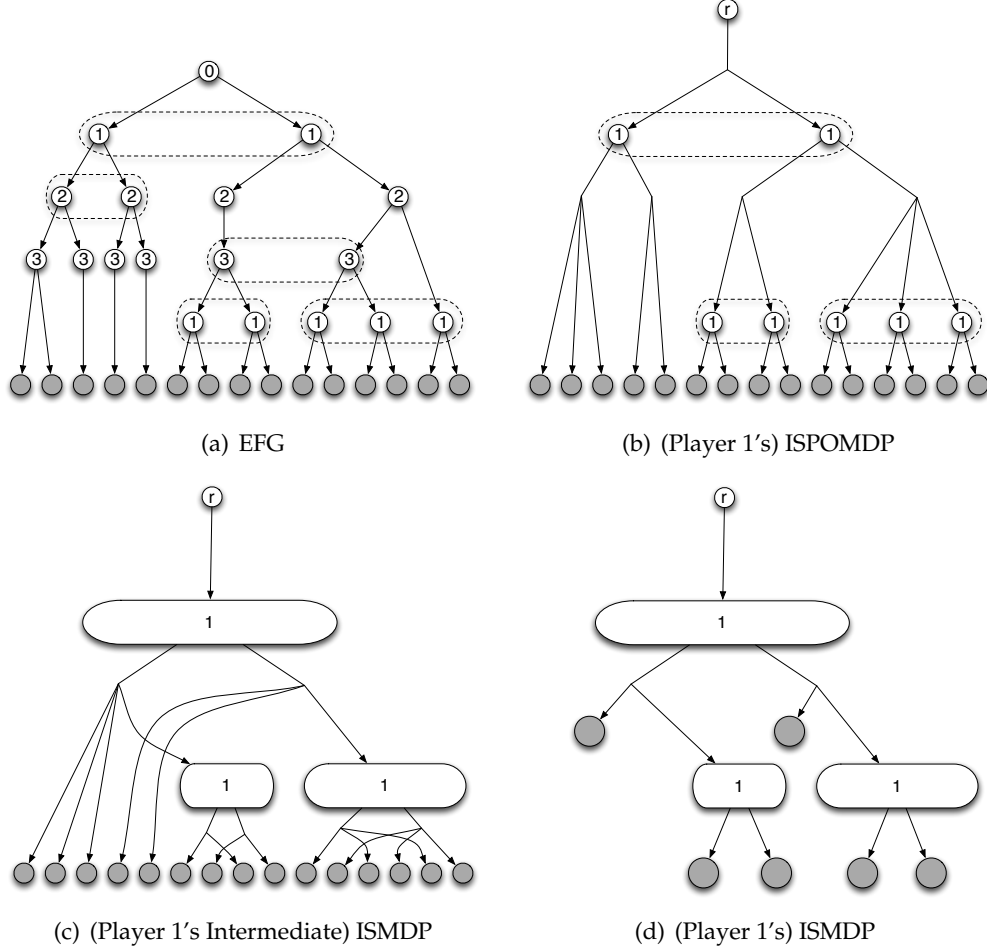 0
r
1 1
1 1
2 2 2 2
3 3 3 3 3 3
1 1 1 1 1
1 1 1 1 1
(a) EFG
(b) (Player 1's) ISPOMDP
r
r
1
1
1 1
1 1
(c) (Player 1's Intermediate) ISMDP
(d) (Player 1's) ISMDP